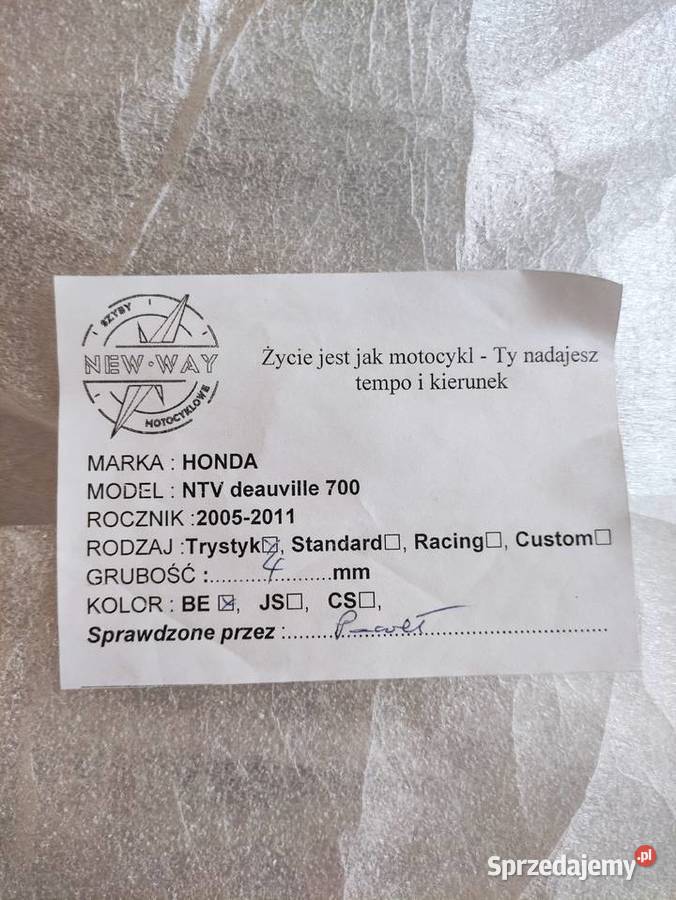 SZYBY
NEW·WAY
MOTOCYKLOWE
Życie jest jak motocykl - Ty nadajesz
tempo i kierunek
MARKA : HONDA
MODEL : NTV deauville 700
ROCZNIK :2005-2011
RODZAJ :Trystyk☒, Standard☐, Racing☐, Custom☐
GRUBOŚĆ :.............4.............mm
KOLOR : BE ☒, JS☐, CS☐,
Sprawdzone przez :........Paweł..............................
Sprzedajemy.pl